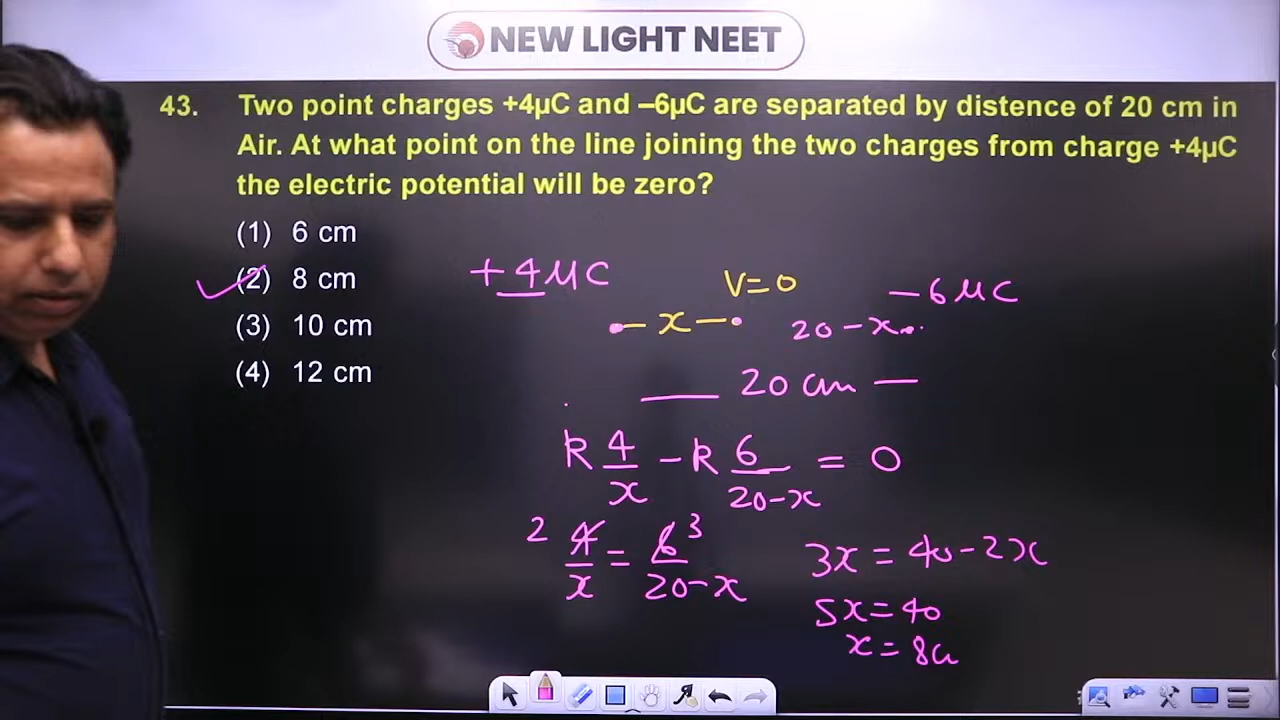 NEW LIGHT NEET
43. Two point charges +4µC and –6µC are separated by distence of 20 cm in
Air. At what point on the line joining the two charges from charge +4µC
the electric potential will be zero?
(1) 6 cm
(2) 8 cm
(3) 10 cm
(4) 12 cm
+4µC
V=0
–6µC
x
20–x
20 cm
k 4/x – k 6/20–x = 0
2 4/x = 6 3/20–x
3x = 40–2x
5x = 40
x = 8c